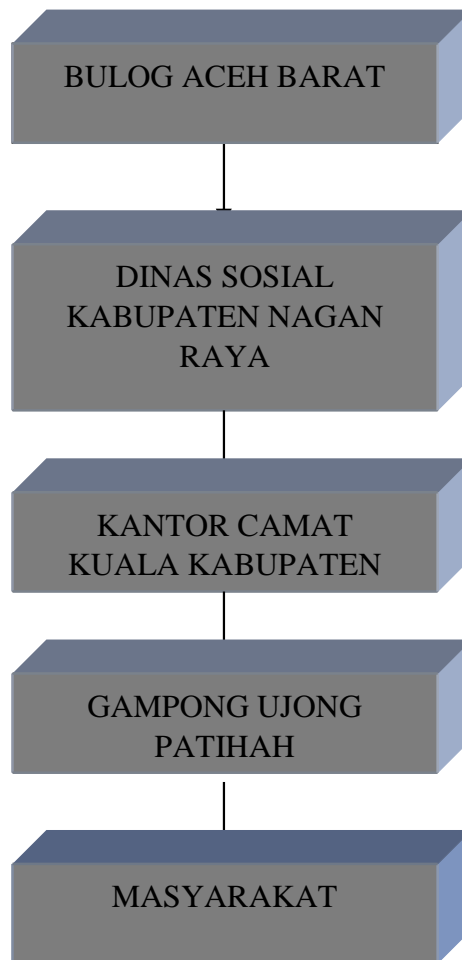 BULOG ACEH BARAT
DINAS SOSIAL
KABUPATEN NAGAN
RAYA
KANTOR CAMAT
KUALA KABUPATEN
GAMPONG UJONG
PATIHAH
MASYARAKAT